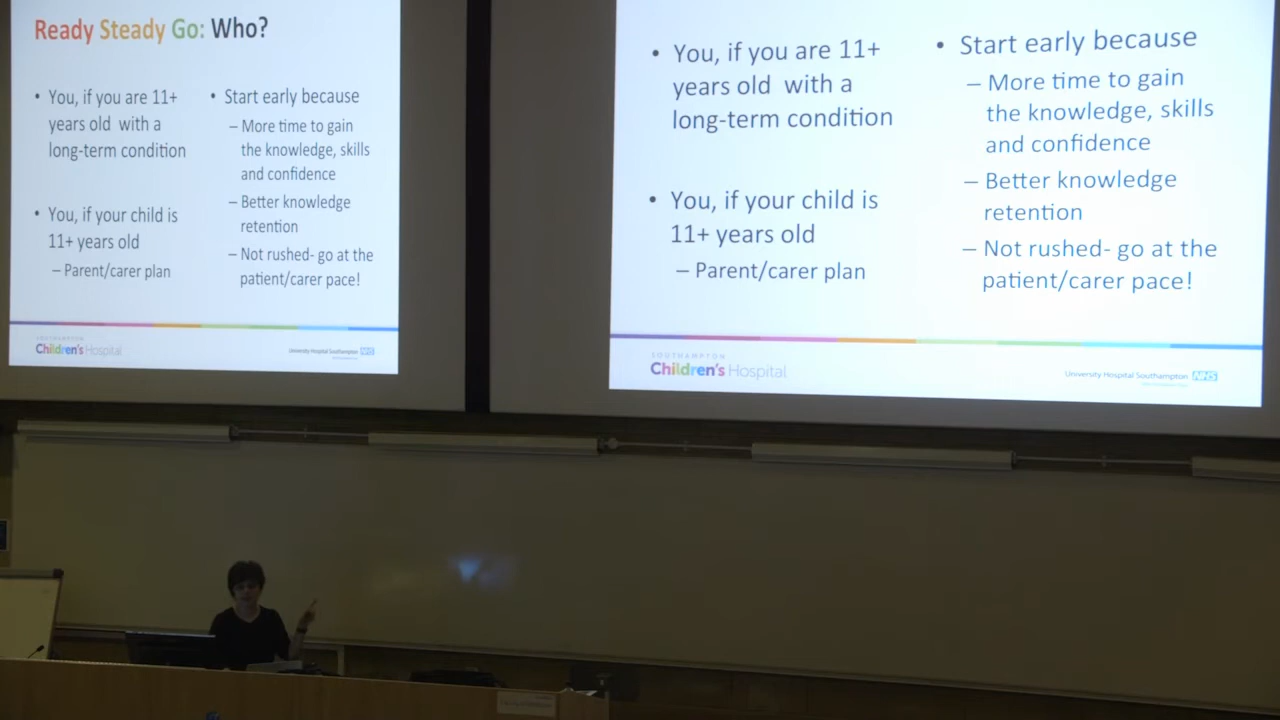 Ready Steady Go: Who?
• You, if you are 11+
years old with a
long-term condition
• You, if your child is
11+ years old
– Parent/carer plan
• Start early because
– More time to gain
the knowledge, skills
and confidence
– Better knowledge
retention
– Not rushed- go at the
patient/carer pace!
SOUTHAMPTON
Children's Hospital
University Hospital Southampton NHS
• You, if you are 11+
years old with a
long-term condition
• You, if your child is
11+ years old
– Parent/carer plan
• Start early because
– More time to gain
the knowledge, skills
and confidence
– Better knowledge
retention
– Not rushed- go at the
patient/carer pace!
SOUTHAMPTON
Children's Hospital
University Hospital Southampton NHS